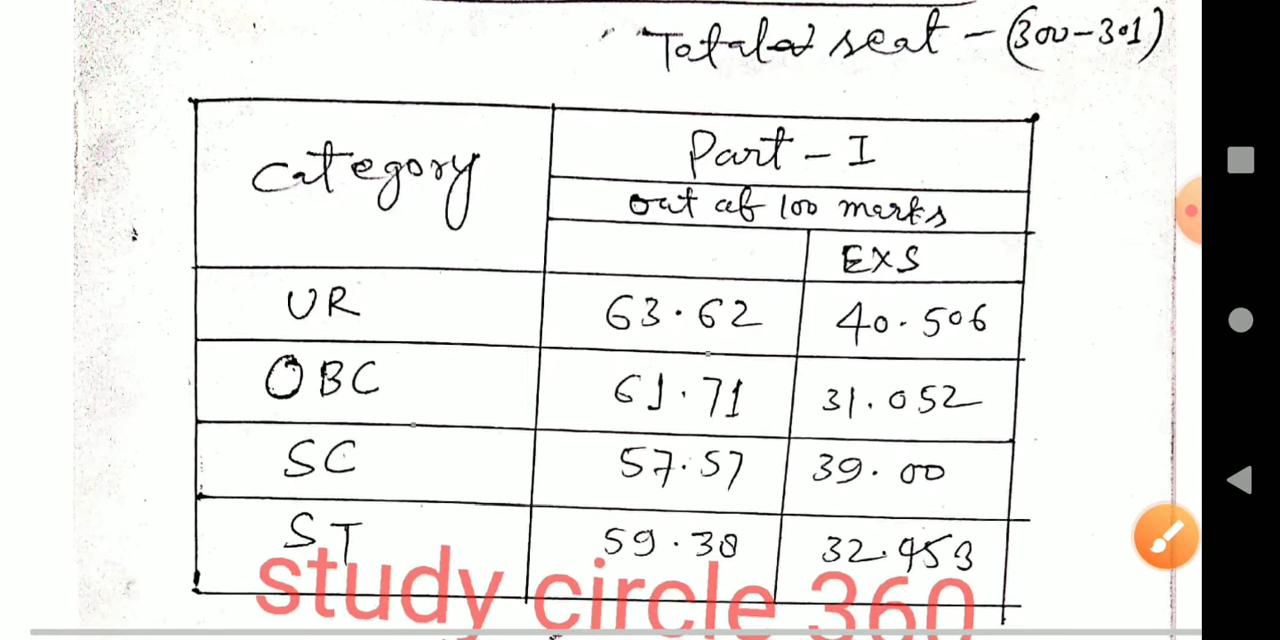 Total seat - (300-301)
Category
Part - I
out of 100 marks
EXS
UR 63.62 40.506
OBC 61.71 31.052
SC 57.57 39.00
ST 59.38 32.953
study circle 360